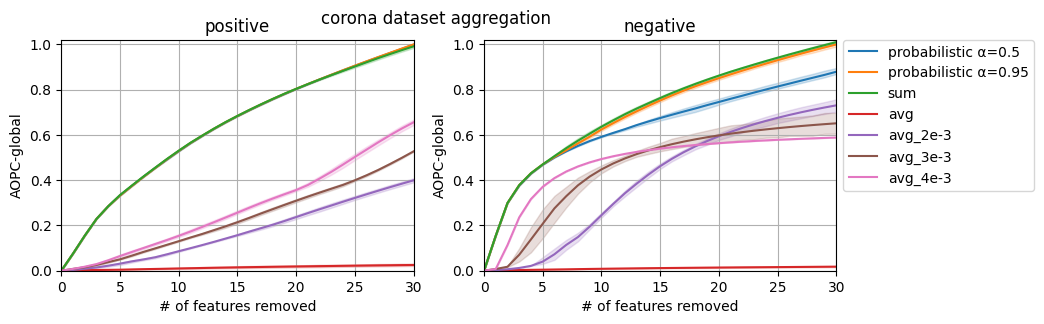 corona dataset aggregation
positive
AOPC-global
1.0
0.8
0.6
0.4
0.2
0.0
0 5 10 15 20 25 30
# of features removed
negative
AOPC-global
1.0
0.8
0.6
0.4
0.2
0.0
0 5 10 15 20 25 30
# of features removed
probabilistic α=0.5
probabilistic α=0.95
sum
avg
avg_2e-3
avg_3e-3
avg_4e-3